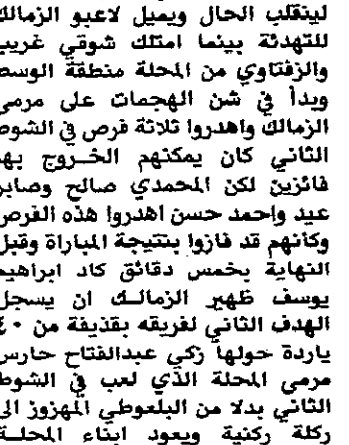 لينقلب الحال ويميل لاعبو الزمالك
للتهدئة بينما امتلك شوقي غريب
والزفتاوي من المحلة منطقة الوسط
وبدأ في شن الهجمات على مرمى
الزمالك واهدروا ثلاثة فرص في الشوط
الثاني كان يمكنهم الخروج بها
فائزين لكن المحمدي صالح وصابر
عيد واحمد حسن اهدروا هذه الفرص
وكانهم قد فازوا بنتيجة المباراة وقبل
النهاية بخمس دقائق كاد ابراهيم
يوسف ظهير الزمالك ان يسجل
الهدف الثاني لفريقه بقذيفة من ٤٠
ياردة حولها زكي عبدالفتاح حارس
مرمى المحلة الذي لعب في الشوط
الثاني بدلا من البلعوطي المهزوز الى
ركلة ركنية ويعود ابناء المحلة